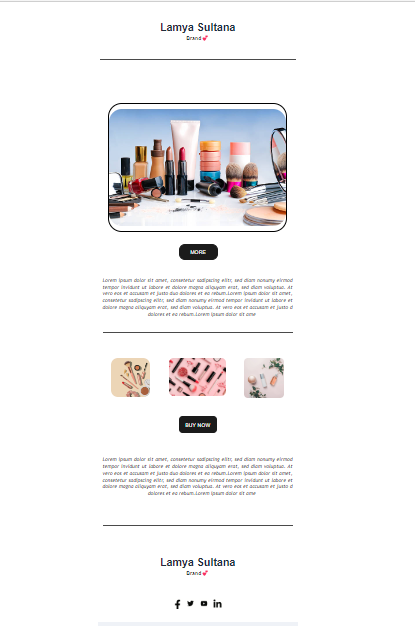 Lamya Sultana
Brand💕
MORE
Lorem ipsum dolor sit amet, consetetur sadipscing elitr, sed diam nonumy eirmod
tempor invidunt ut labore et dolore magna aliquyam erat, sed diam voluptua. At
vero eos et accusam et justo duo dolores et ea rebum.Lorem ipsum dolor sit amet,
consetetur sadipscing elitr, sed diam nonumy eirmod tempor invidunt ut labore et
dolore magna aliquyam erat, sed diam voluptua. At vero eos et accusam et justo d
dolores et ea rebum.Lorem ipsum dolor sit ame
BUY NOW
Lorem ipsum dolor sit amet, consetetur sadipscing elitr, sed diam nonumy eirmod
tempor invidunt ut labore et dolore magna aliquyam erat, sed diam voluptua. At
vero eos et accusam et justo duo dolores et ea rebum.Lorem ipsum dolor sit amet,
consetetur sadipscing elitr, sed diam nonumy eirmod tempor invidunt ut labore et
dolore magna aliquyam erat, sed diam voluptua. At vero eos et accusam et justo d
dolores et ea rebum.Lorem ipsum dolor sit ame
Lamya Sultana
Brand💕